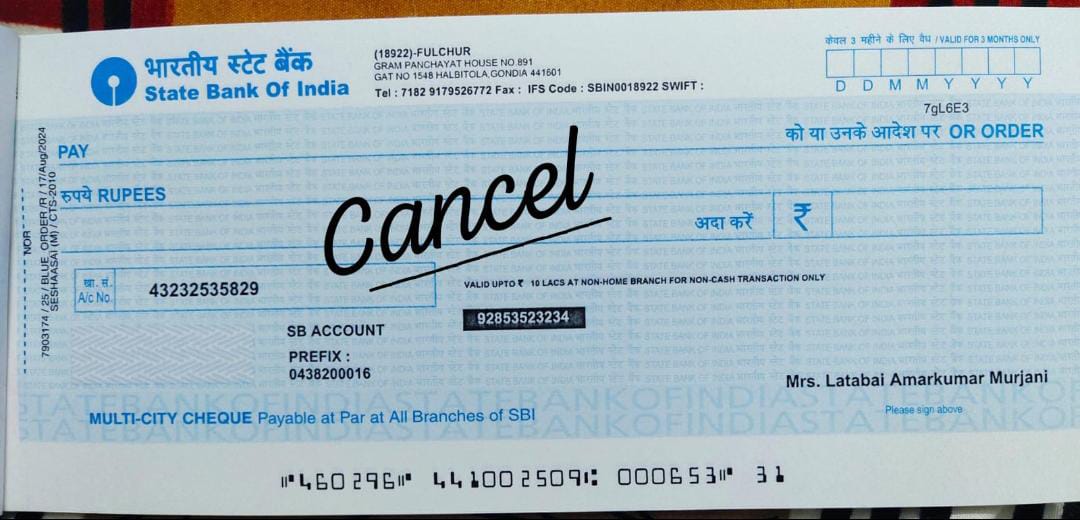 भारतीय स्टेट बैंक
State Bank Of India
(18922)-FULCHUR
GRAM PANCHAYAT HOUSE NO.891
GAT NO 1548 HALBITOLA,GONDIA 441601
Tel : 7182 9179526772 Fax : IFS Code : SBIN0018922 SWIFT :
केवल 3 महीने के लिए वैध / VALID FOR 3 MONTHS ONLY
D D M M Y Y Y Y
7gL6E3
PAY
को या उनके आदेश पर OR ORDER
रुपये RUPEES
अदा करें ₹
Cancel
खा. सं.
A/c No. 43232535829
VALID UPTO ₹ 10 LACS AT NON-HOME BRANCH FOR NON-CASH TRANSACTION ONLY
92853523234
SB ACCOUNT
PREFIX :
0438200016
Mrs. Latabai Amarkumar Murjani
Please sign above
MULTI-CITY CHEQUE Payable at Par at All Branches of SBI
STATEBANKOFINDIASTATEBANKOFINDIA
⑈460296⑈ 441002509⑆ 000653⑈ 31
NOR
7903174 / 25 / BLUE_ORDER /R / 17/Aug/2024
SESHAASAI (M) / CTS-2010